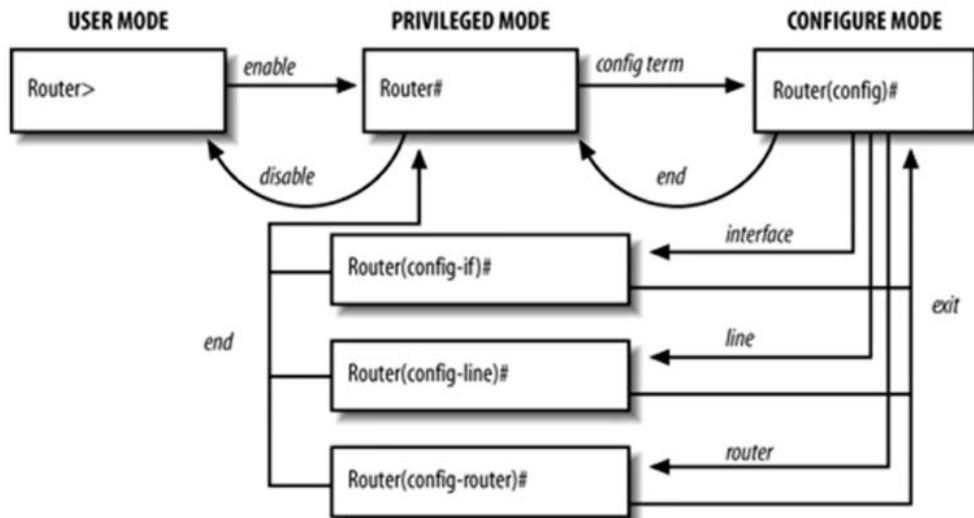 USER MODE
PRIVILEGED MODE
CONFIGURE MODE
Router>
enable
Router#
config term
Router(config)#
disable
end
interface
Router(config-if)#
exit
end
line
Router(config-line)#
router
Router(config-router)#